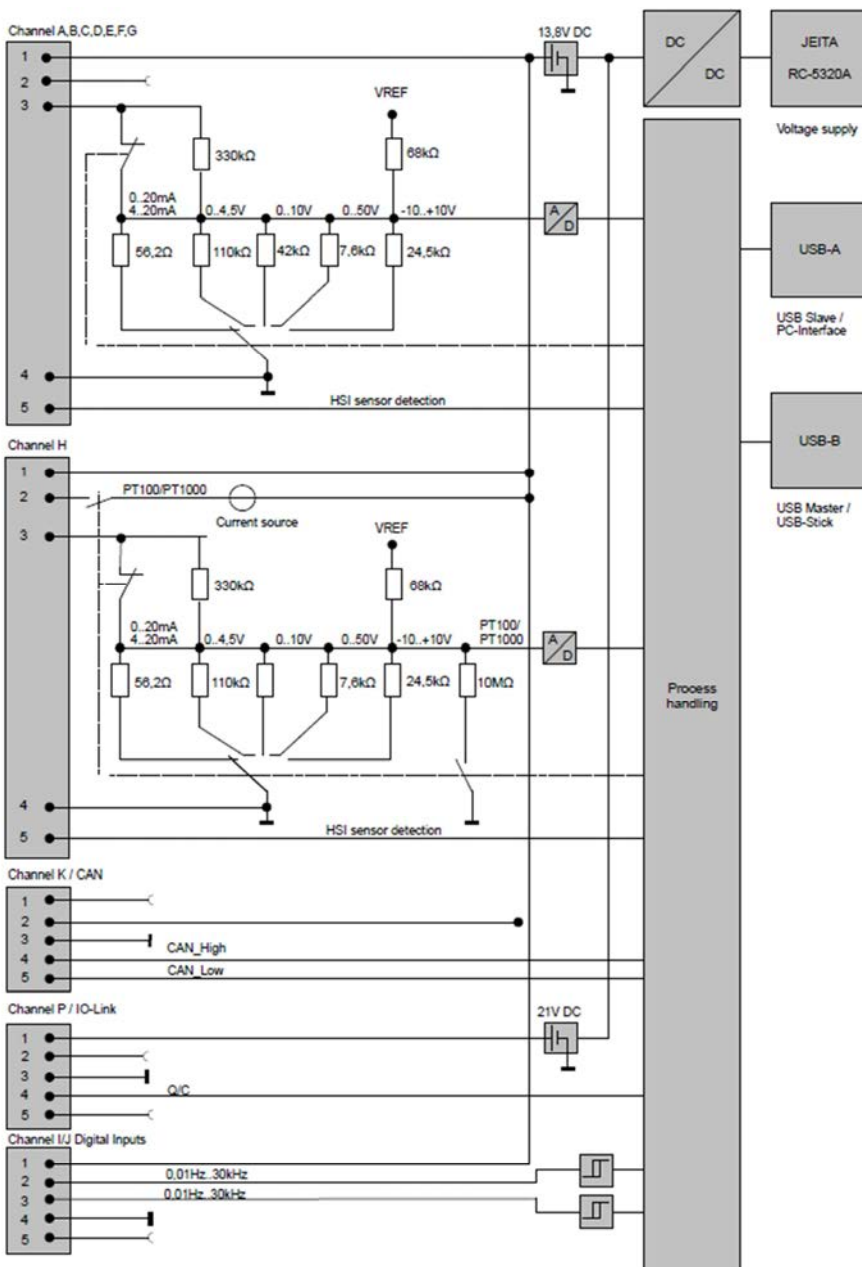 Channel A,B,C,D,E,F,G
1
2
3
4
5
13,8V DC
DC
DC
JEITA
RC-5320A
Voltage supply
VREF
330kΩ
68kΩ
0..20mA
4..20mA
0..4,5V
0..10V
0..50V
-10..+10V
A
D
56,2Ω
110kΩ
42kΩ
7,6kΩ
24,5kΩ
HSI sensor detection
USB-A
USB Slave /
PC-Interface
USB-B
USB Master /
USB-Stick
Process
handling
Channel H
1
2
3
4
5
PT100/PT1000
Current source
VREF
330kΩ
68kΩ
0..20mA
4..20mA
0..4,5V
0..10V
0..50V
-10..+10V
PT100/
PT1000
A
D
56,2Ω
110kΩ
7,6kΩ
24,5kΩ
10MΩ
HSI sensor detection
Channel K / CAN
1
2
3
4
5
CAN_High
CAN_Low
Channel P / IO-Link
1
2
3
4
5
21V DC
Q/C
Channel I/J Digital Inputs
1
2
3
4
5
0,01Hz..30kHz
0,01Hz..30kHz